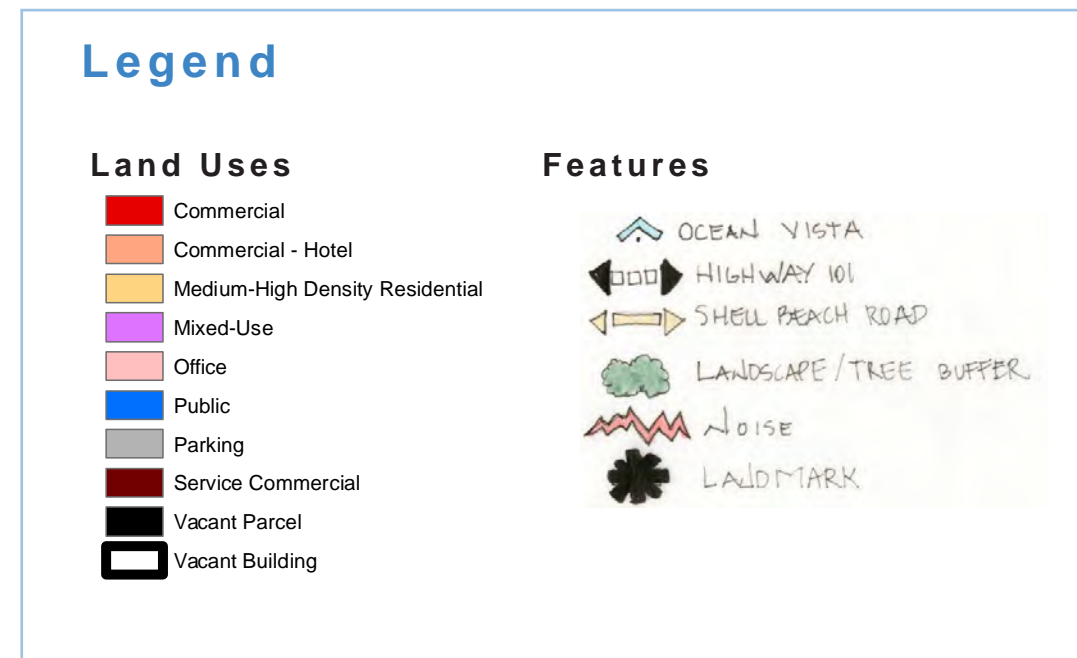 Legend
Land Uses
Commercial
Commercial - Hotel
Medium-High Density Residential
Mixed-Use
Office
Public
Parking
Service Commercial
Vacant Parcel
Vacant Building
Features
OCEAN VISTA
HIGHWAY 101
SHELL BEACH ROAD
LANDSCAPE/TREE BUFFER
NOISE
LANDMARK